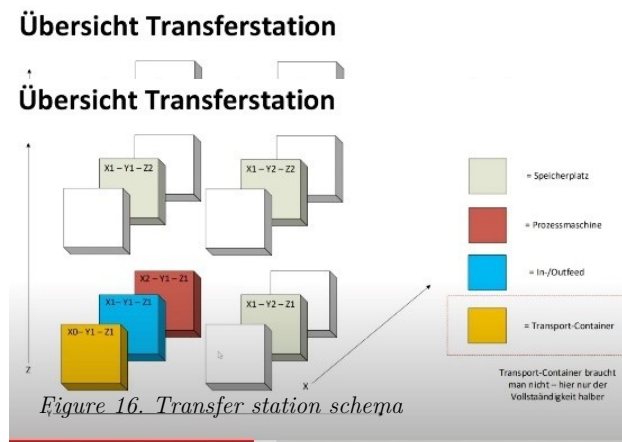 Übersicht Transferstation
Übersicht Transferstation
X1 – Y1 – Z2
X1 – Y2 – Z2
= Speicherplatz
X2 – Y1 – Z1
= Prozessmaschine
X1– Y1 – Z1
X1 – Y2 – Z1
= In-/Outfeed
X0– Y1 – Z1
= Transport-Container
Z
X
Transport-Container braucht
man nicht – hier nur der
Vollstaändigkeit halber
Figure 16. Transfer station schema